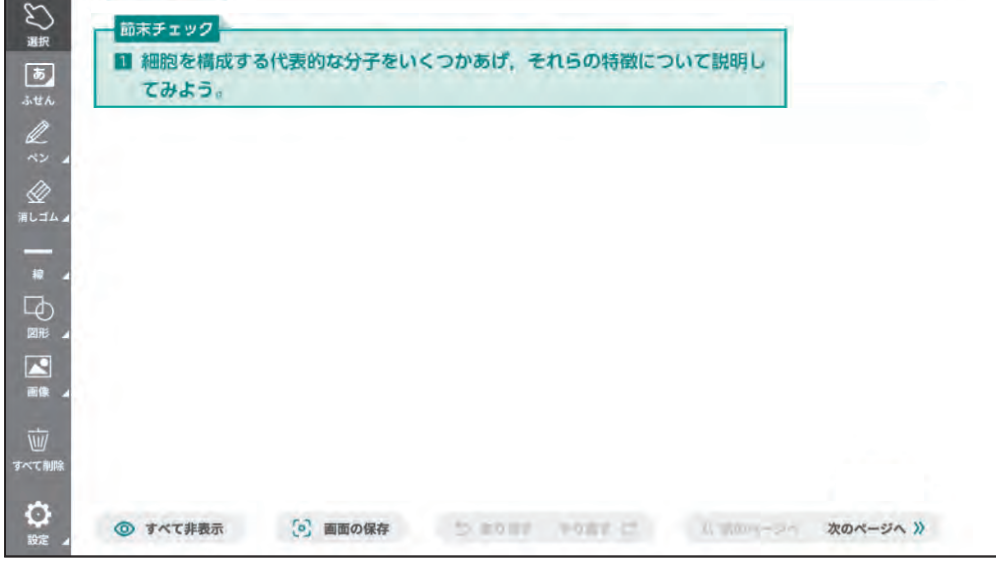 選択
節末チェック
1 細胞を構成する代表的な分子をいくつかあげ，それらの特徴について説明し
てみよう。
あ
ふせん
ペン
消しゴム
線
図形
画像
すべて削除
設定
すべて非表示
画面の保存
次のページへ